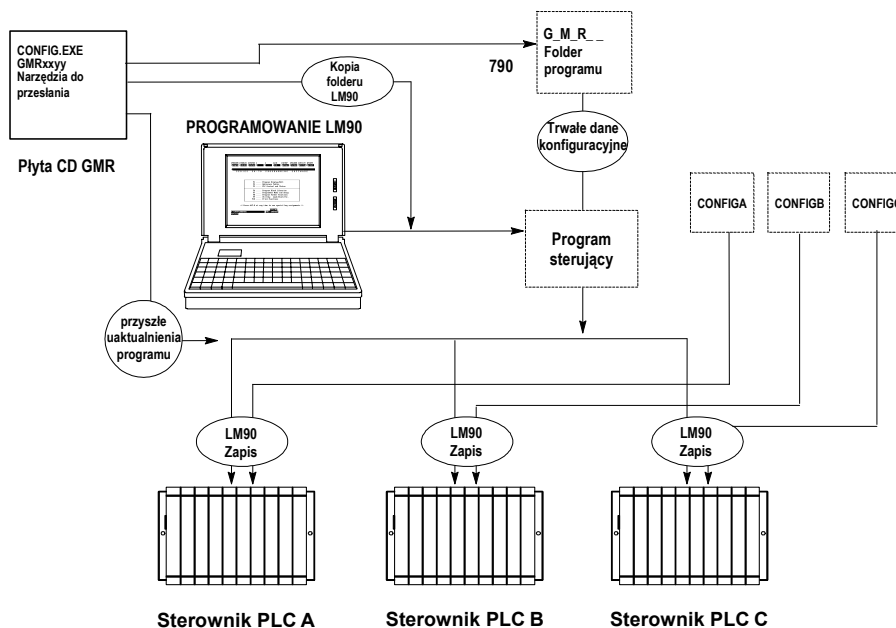 CONFIG.EXE
GMRxxyy
Narzędzia do
przesłania
Płyta CD GMR
Kopia
folderu
LM90
790
G_M_R_ _
Folder
programu
PROGRAMOWANIE LM90
Trwałe dane
konfiguracyjne
CONFIGA
CONFIGB
CONFIGC
Program
sterujący
przyszłe
uaktualnienia
programu
LM90
Zapis
LM90
Zapis
LM90
Zapis
Sterownik PLC A
Sterownik PLC B
Sterownik PLC C